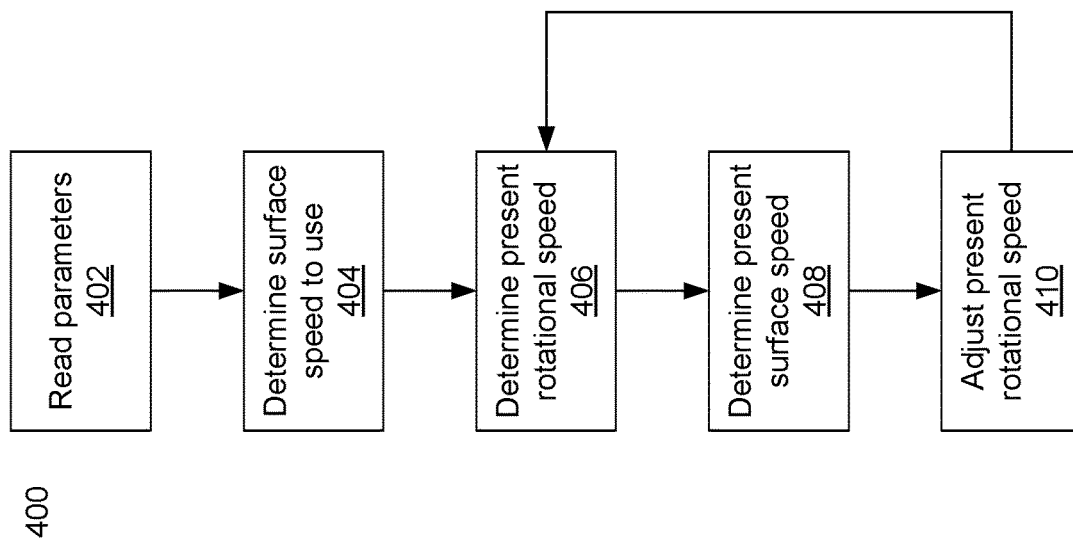 400
Read parameters
402
Determine surface
speed to use
404
Determine present
rotational speed
406
Determine present
surface speed
408
Adjust present
rotational speed
410